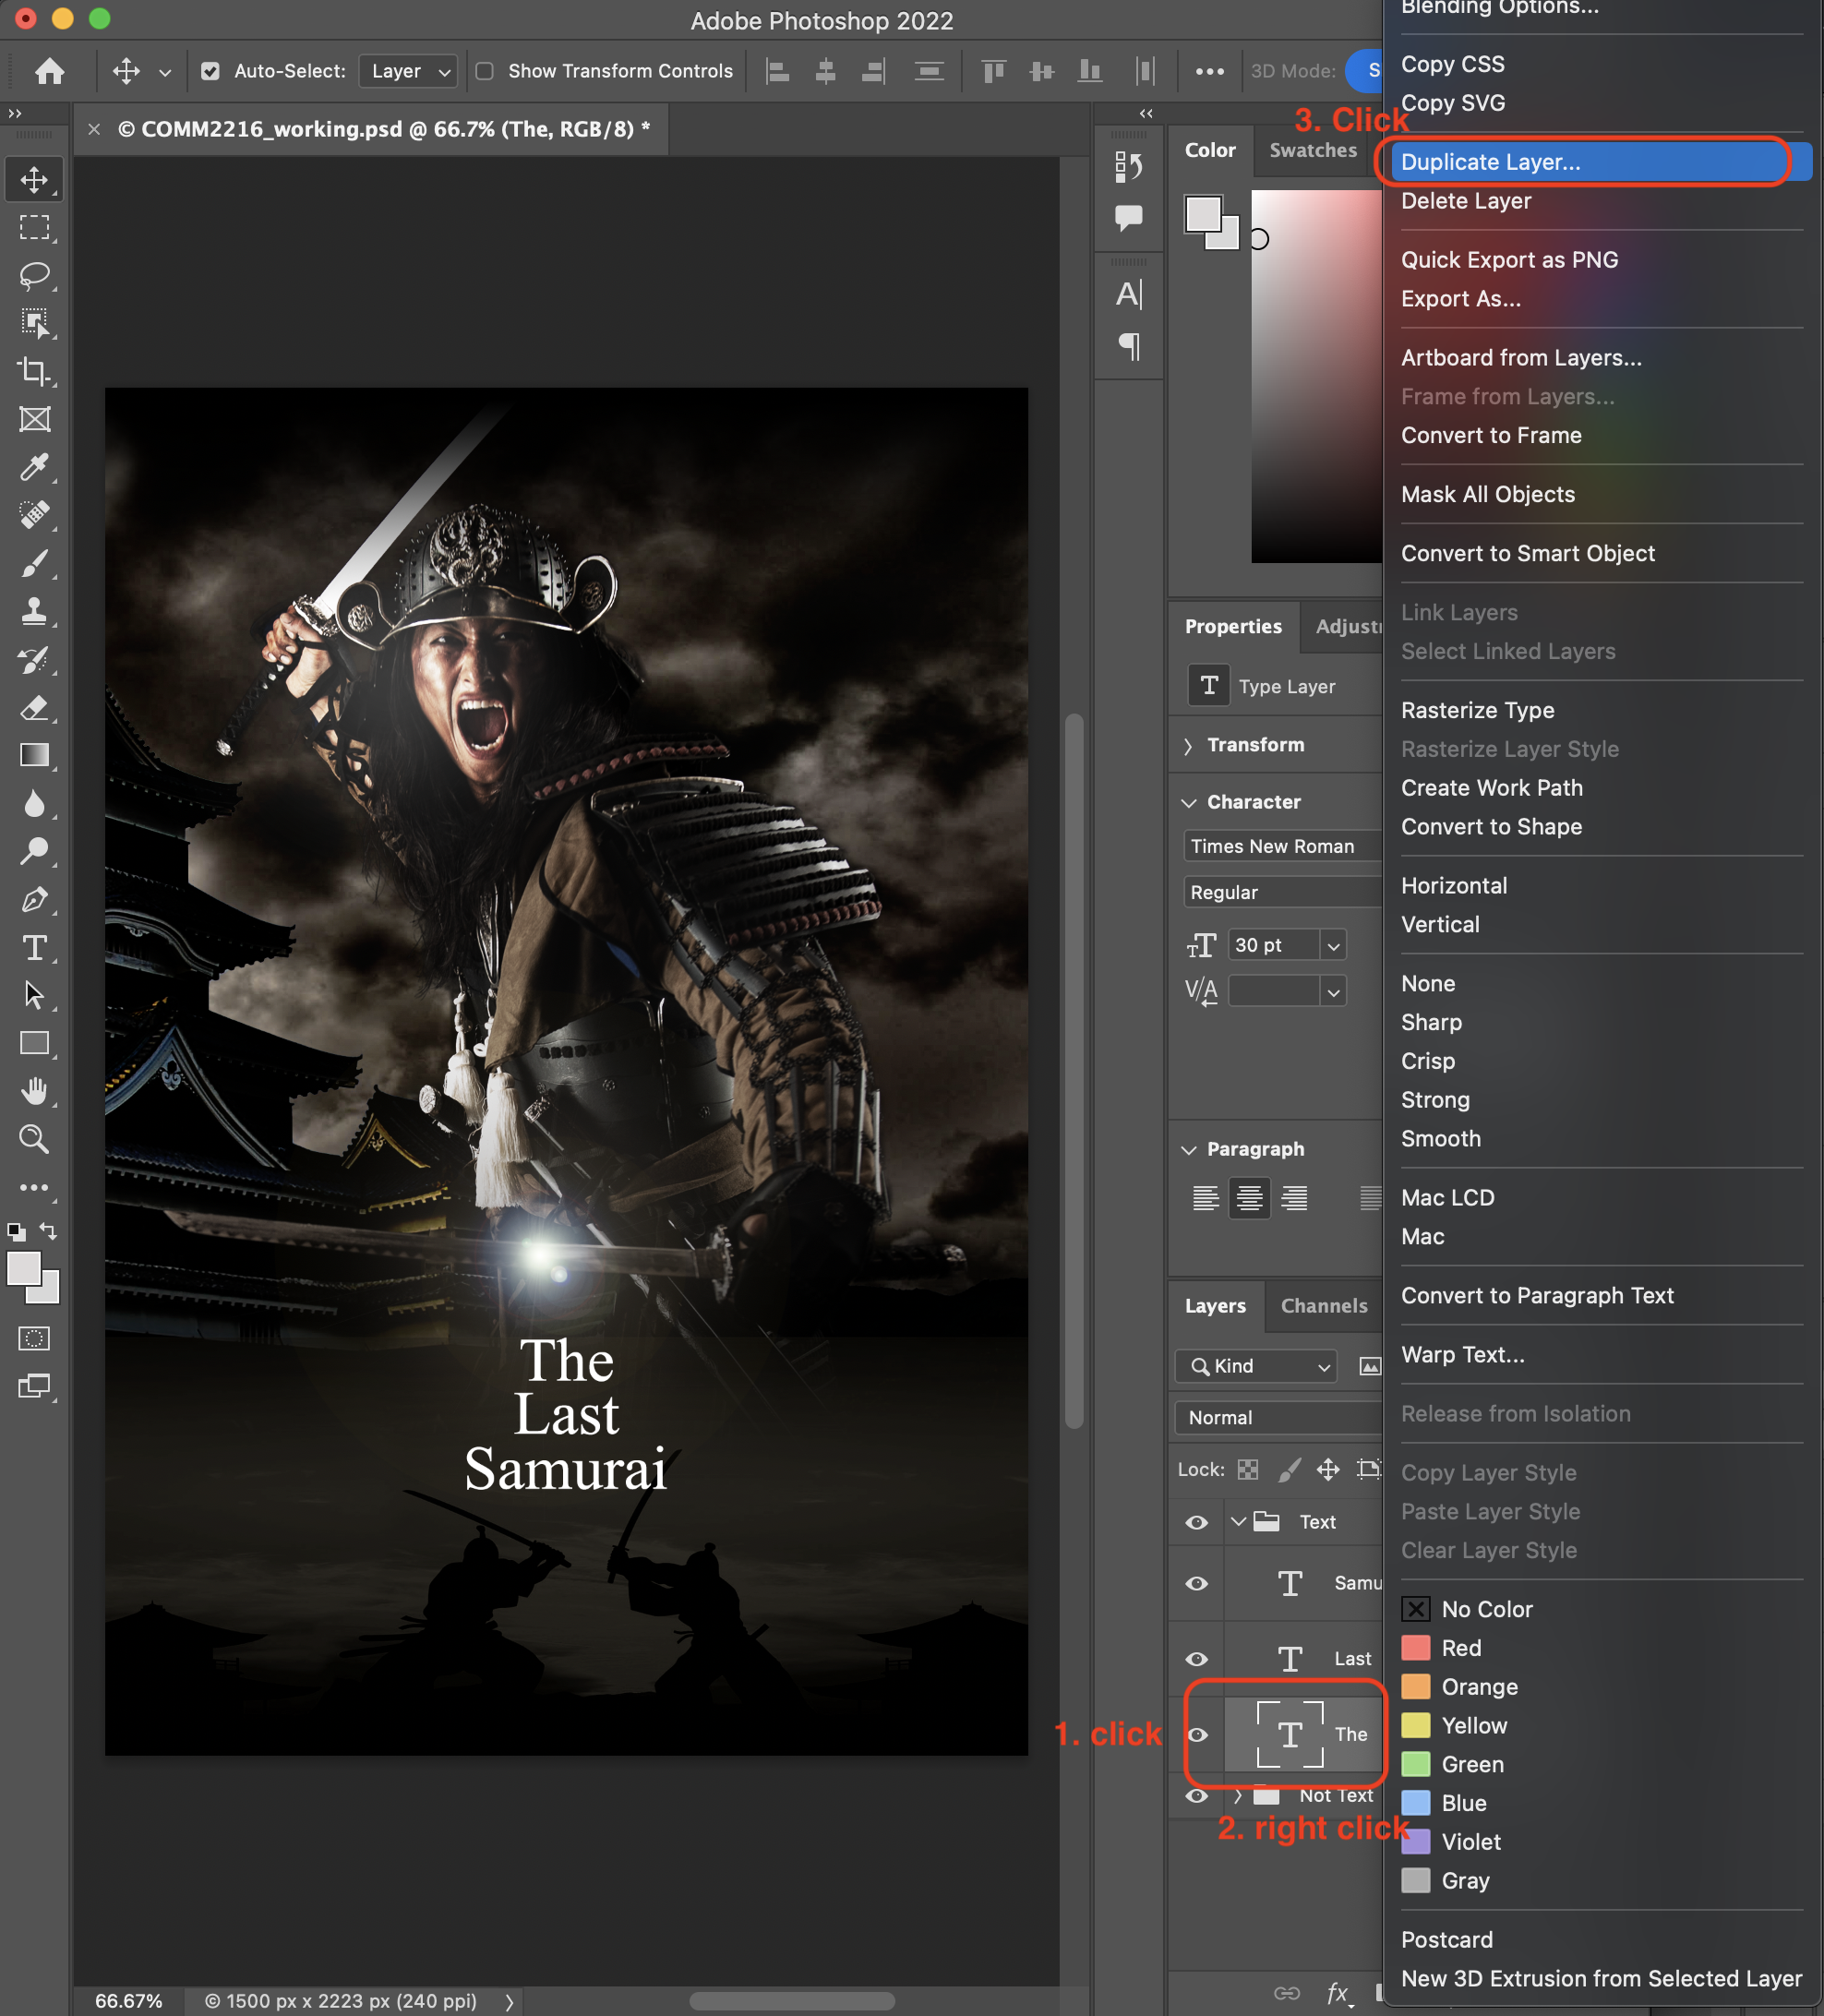 Adobe Photoshop 2022
Auto-Select:
Layer
Show Transform Controls
3D Mode:
S
© COMM2216_working.psd @ 66.7% (The, RGB/8) *
Color
Swatches
A
Properties
Adjust
T
Type Layer
Transform
Character
Times New Roman
Regular
30 pt
V/A
Paragraph
Layers
Channels
Kind
Normal
Lock:
Text
Samu
Last
The
Not Text
fx
1. click
2. right click
3. Click
The
Last
Samurai
66.67%
© 1500 px x 2223 px (240 ppi)
Blending Options...
Copy CSS
Copy SVG
Duplicate Layer...
Delete Layer
Quick Export as PNG
Export As...
Artboard from Layers...
Frame from Layers...
Convert to Frame
Mask All Objects
Convert to Smart Object
Link Layers
Select Linked Layers
Rasterize Type
Rasterize Layer Style
Create Work Path
Convert to Shape
Horizontal
Vertical
None
Sharp
Crisp
Strong
Smooth
Mac LCD
Mac
Convert to Paragraph Text
Warp Text...
Release from Isolation
Copy Layer Style
Paste Layer Style
Clear Layer Style
No Color
Red
Orange
Yellow
Green
Blue
Violet
Gray
Postcard
New 3D Extrusion from Selected Layer